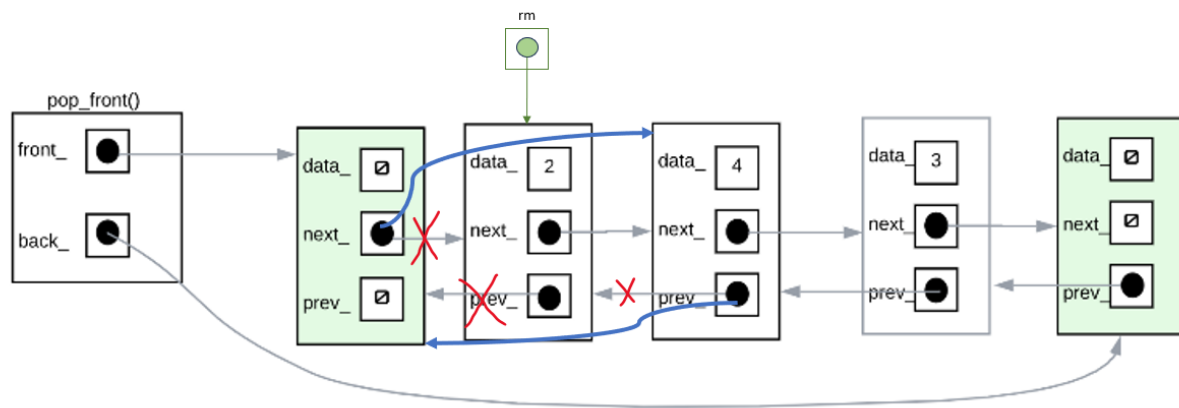 rm
pop_front()
front_
back_
data_ ∅
next_
prev_ ∅
data_ 2
next_
prev_
data_ 4
next_
prev_
data_ 3
next_
prev_
data_ ∅
next_ ∅
prev_